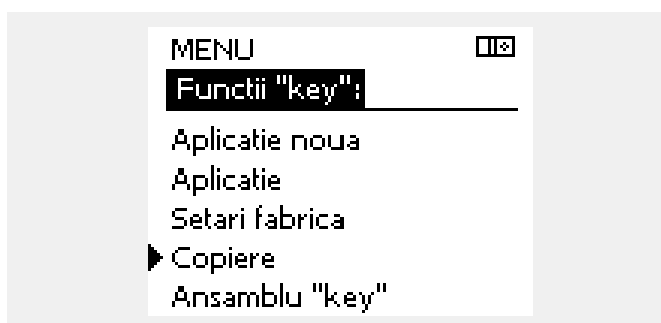 MENU
Functii "key":
Aplicatie noua
Aplicatie
Setari fabrica
Copiere
Ansamblu "key"